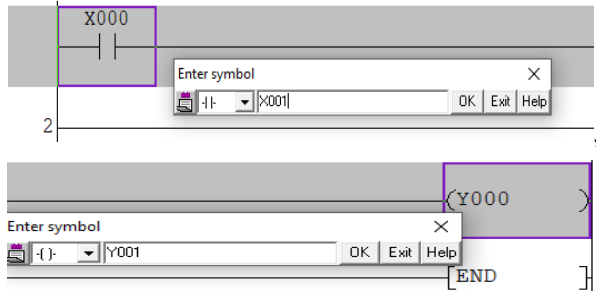 X000
Enter symbol
X001 OK Exit Help
2
Y000
Enter symbol
Y001 OK Exit Help
END